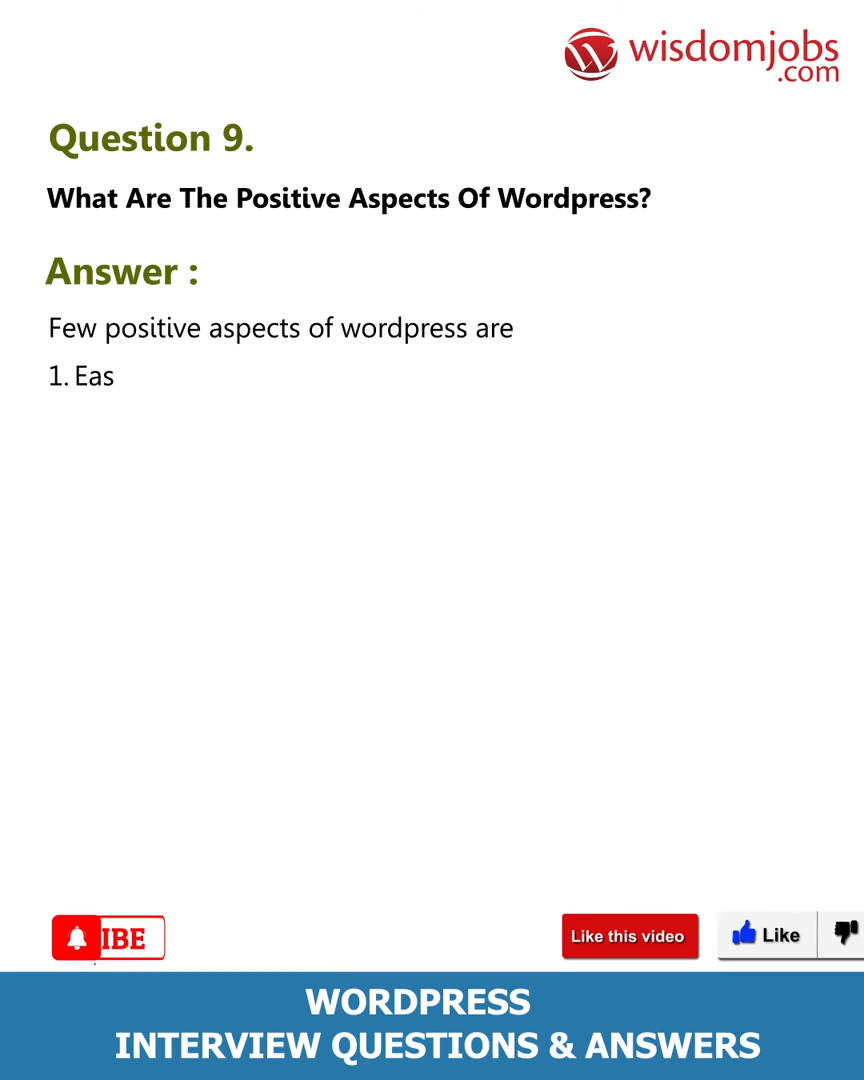 wisdomjobs
.com
Question 9.
What Are The Positive Aspects Of Wordpress?
Answer :
Few positive aspects of wordpress are
1. Eas
IBE
Like this video
Like
WORDPRESS
INTERVIEW QUESTIONS & ANSWERS